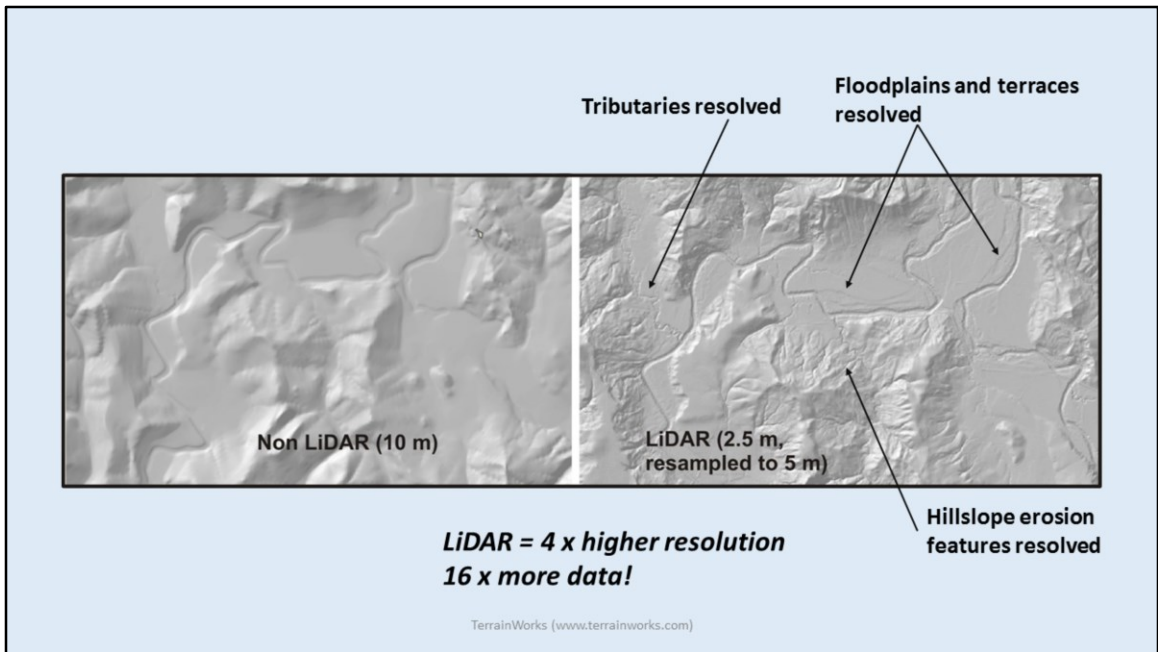 Floodplains and terraces
resolved
Tributaries resolved
Non LiDAR (10 m)
LiDAR (2.5 m,
resampled to 5 m)
Hillslope erosion
features resolved
LiDAR = 4 x higher resolution
16 x more data!
TerrainWorks (www.terrainworks.com)